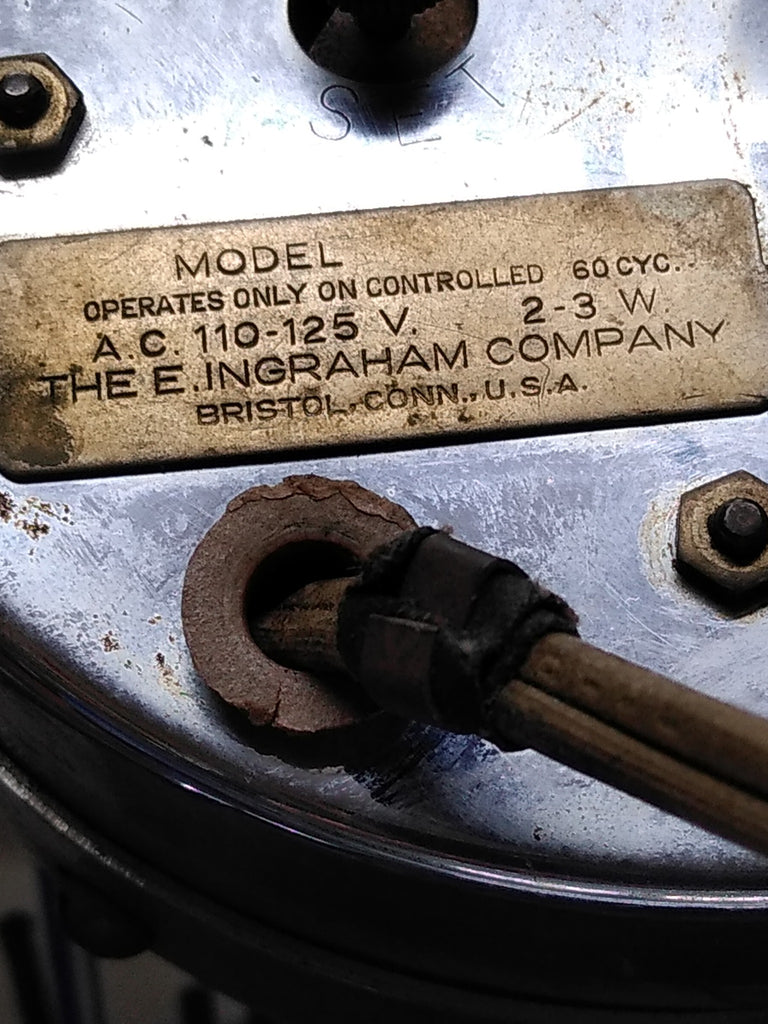 SET
MODEL
OPERATES ONLY ON CONTROLLED 60 CYC.
A.C. 110-125 V. 2-3 W.
THE E. INGRAHAM COMPANY
BRISTOL, CONN., U.S.A.